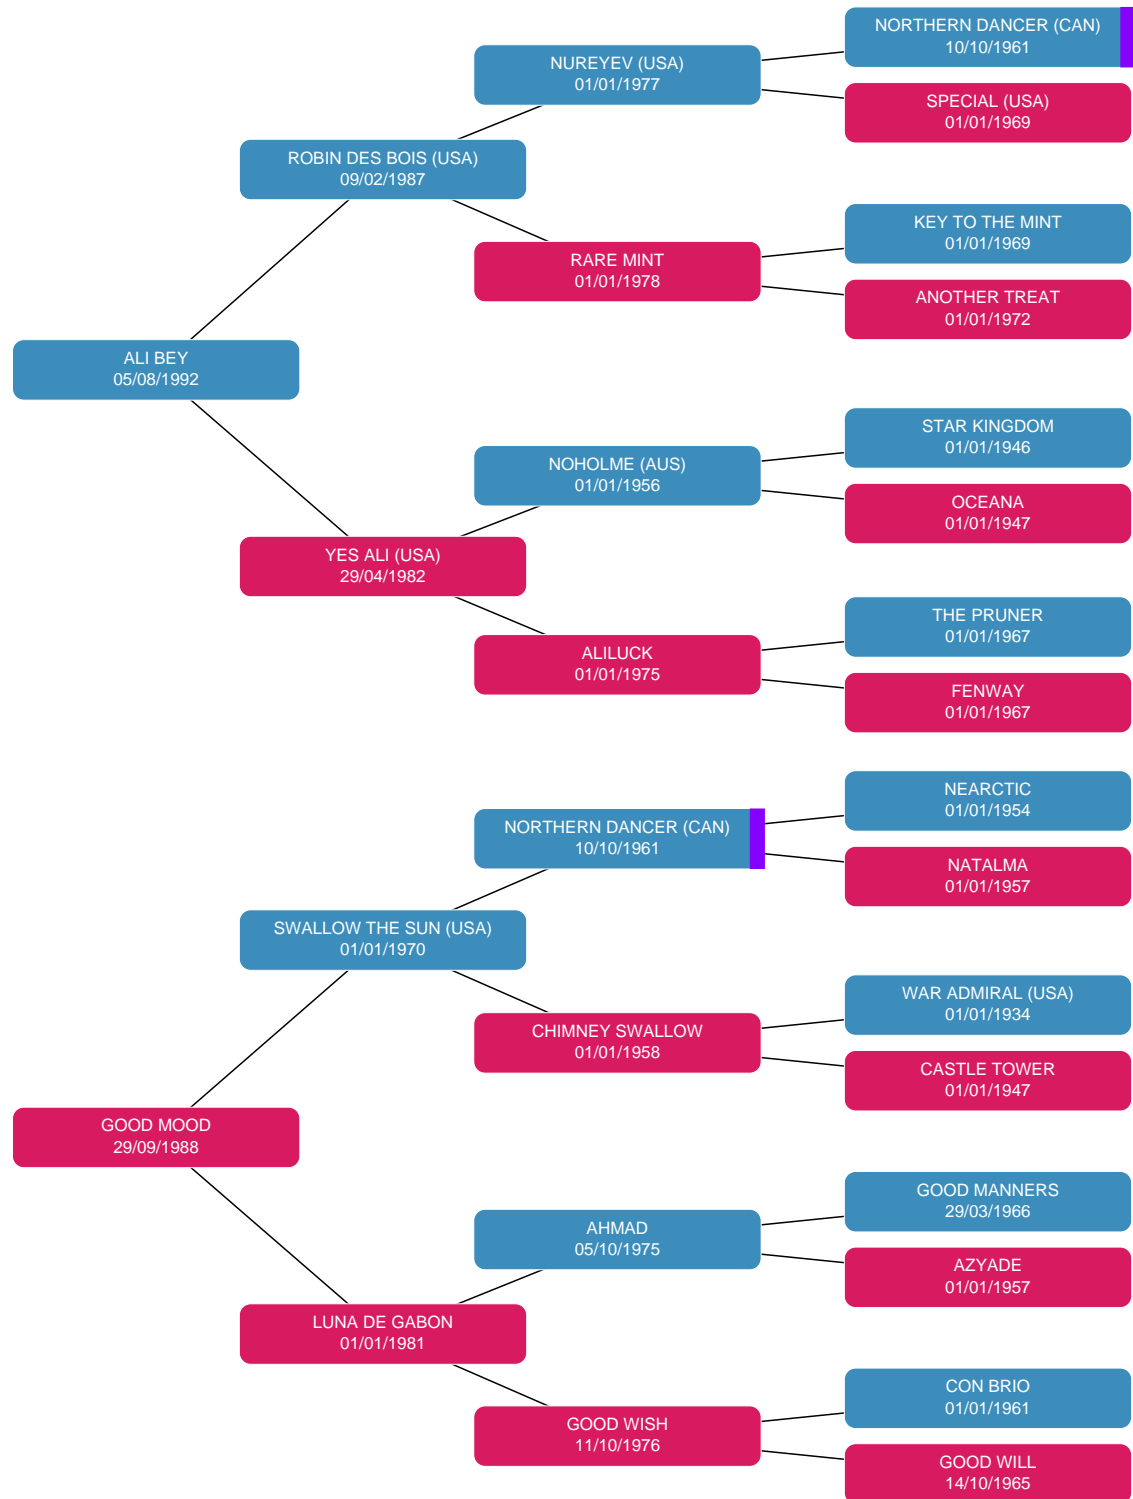 NORTHERN DANCER (CAN)
10/10/1961
NUREYEV (USA)
01/01/1977
SPECIAL (USA)
01/01/1969
ROBIN DES BOIS (USA)
09/02/1987
KEY TO THE MINT
01/01/1969
RARE MINT
01/01/1978
ANOTHER TREAT
01/01/1972
ALI BEY
05/08/1992
STAR KINGDOM
01/01/1946
NOHOLME (AUS)
01/01/1956
OCEANA
01/01/1947
YES ALI (USA)
29/04/1982
THE PRUNER
01/01/1967
ALILUCK
01/01/1975
FENWAY
01/01/1967
NEARCTIC
01/01/1954
NORTHERN DANCER (CAN)
10/10/1961
NATALMA
01/01/1957
SWALLOW THE SUN (USA)
01/01/1970
WAR ADMIRAL (USA)
01/01/1934
CHIMNEY SWALLOW
01/01/1958
CASTLE TOWER
01/01/1947
GOOD MOOD
29/09/1988
GOOD MANNERS
29/03/1966
AHMAD
05/10/1975
AZYADE
01/01/1957
LUNA DE GABON
01/01/1981
CON BRIO
01/01/1961
GOOD WISH
11/10/1976
GOOD WILL
14/10/1965